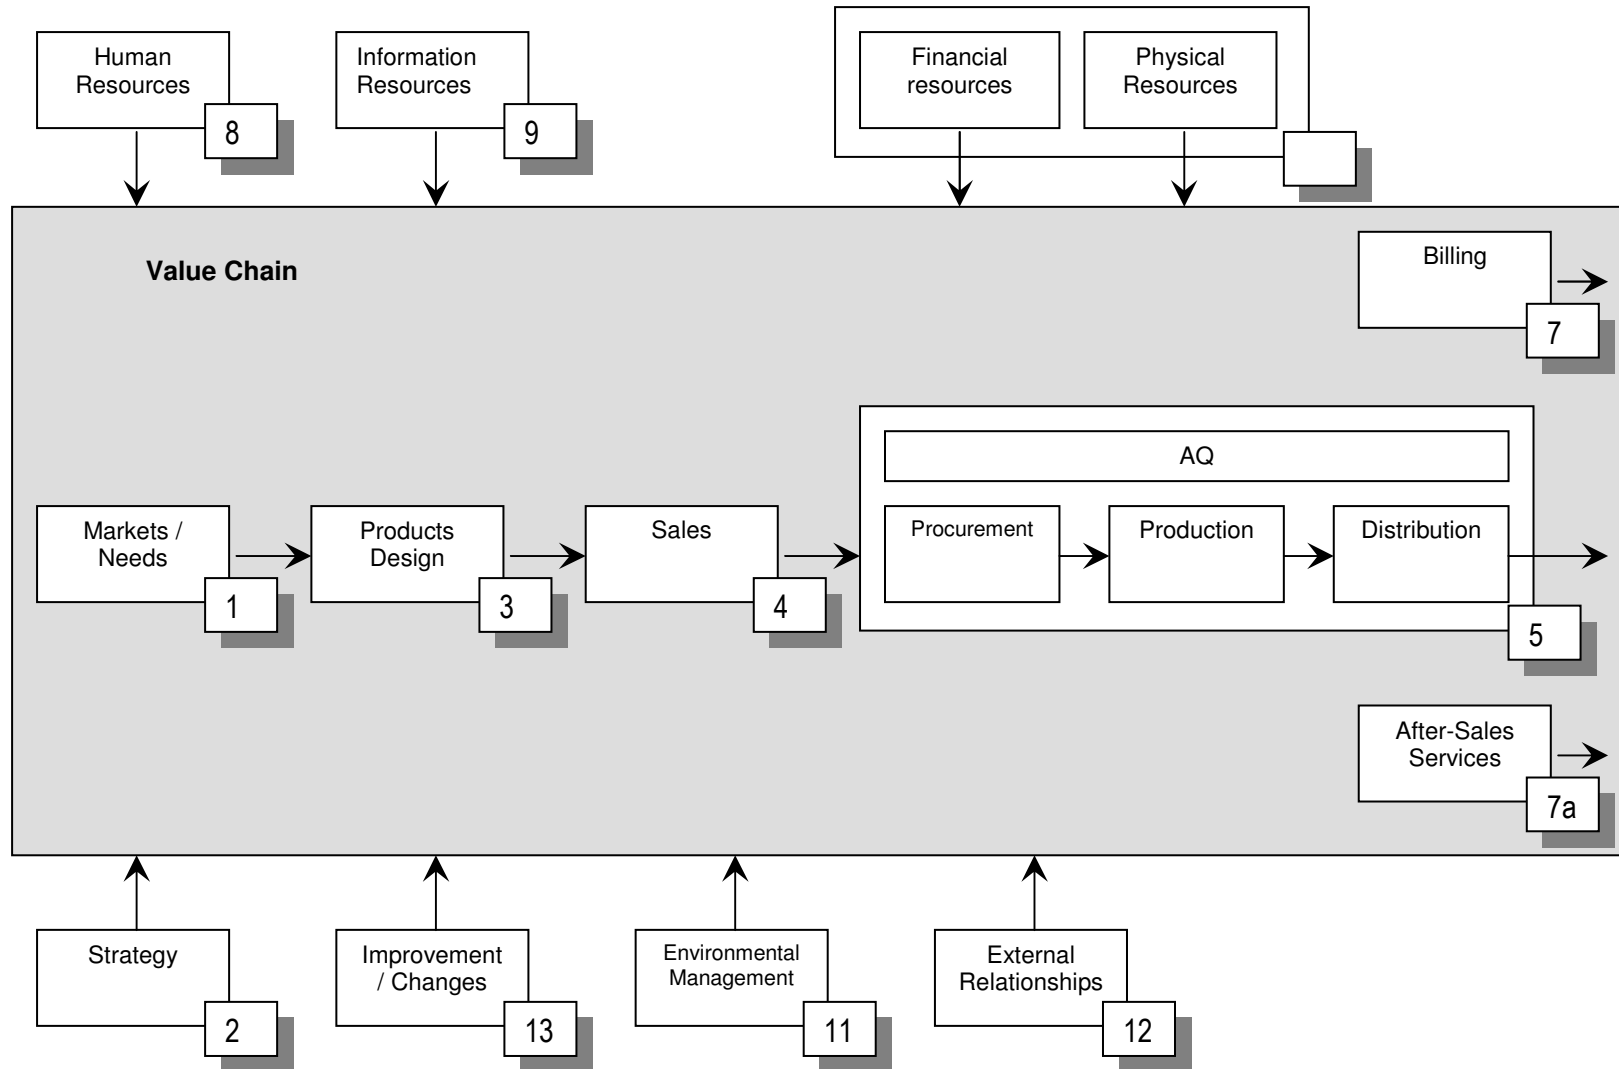 Human
Resources
8
Information
Resources
9
Financial
resources
Physical
Resources
Value Chain
Billing
7
AQ
Markets /
Needs
1
Products
Design
3
Sales
4
Procurement
Production
Distribution
5
After-Sales
Services
7a
Strategy
2
Improvement
/ Changes
13
Environmental
Management
11
External
Relationships
12